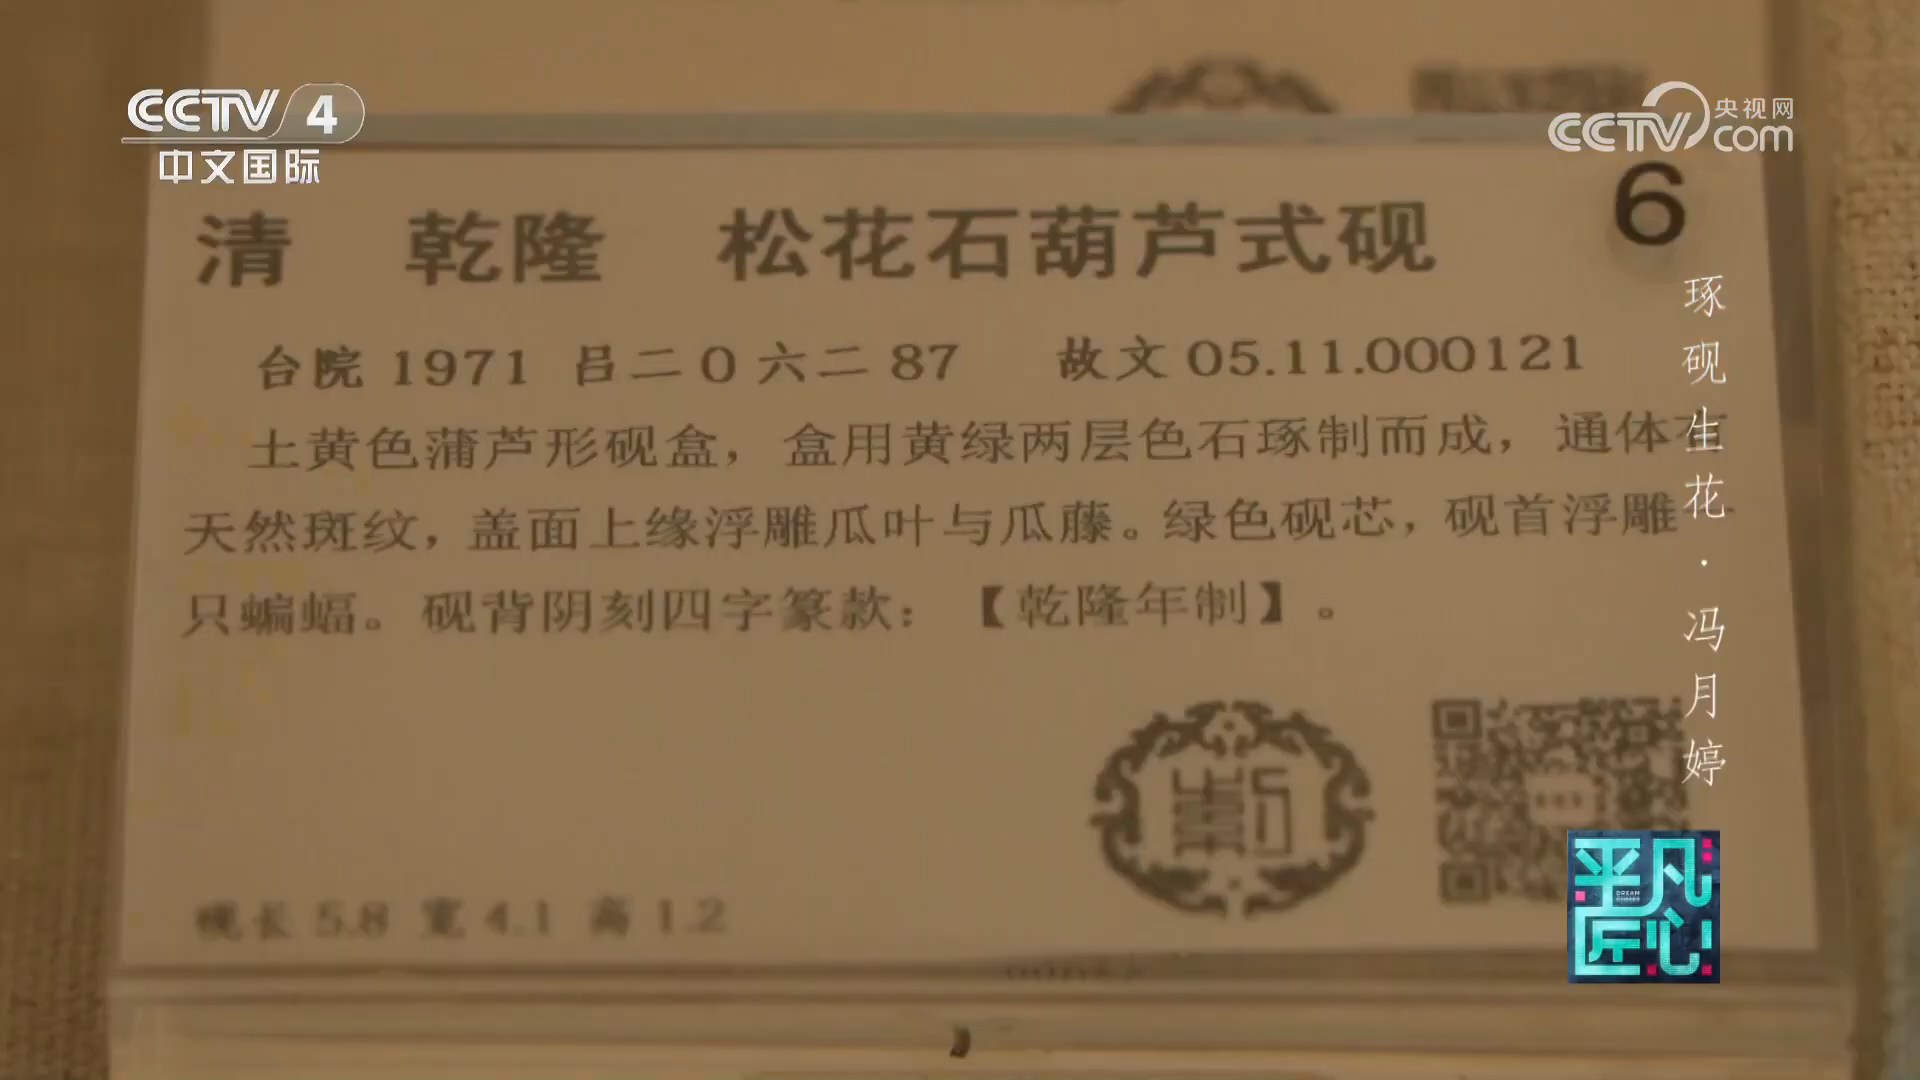 CCTV 4
中文国际
央视网
CCTV.com
6
清 乾隆 松花石葫芦式砚
台院 1971 吕二0六二 87 故文 05.11.000121
土黄色蒲芦形砚盒，盒用黄绿两层色石琢制而成，通体有
天然斑纹，盖面上缘浮雕瓜叶与瓜藤。绿色砚芯，砚首浮雕
只蝙蝠。砚背阴刻四字篆款：【乾隆年制】。
砚长 5.8 宽 4.1 高 1.2
琢砚生花·冯月婷
平凡匠心